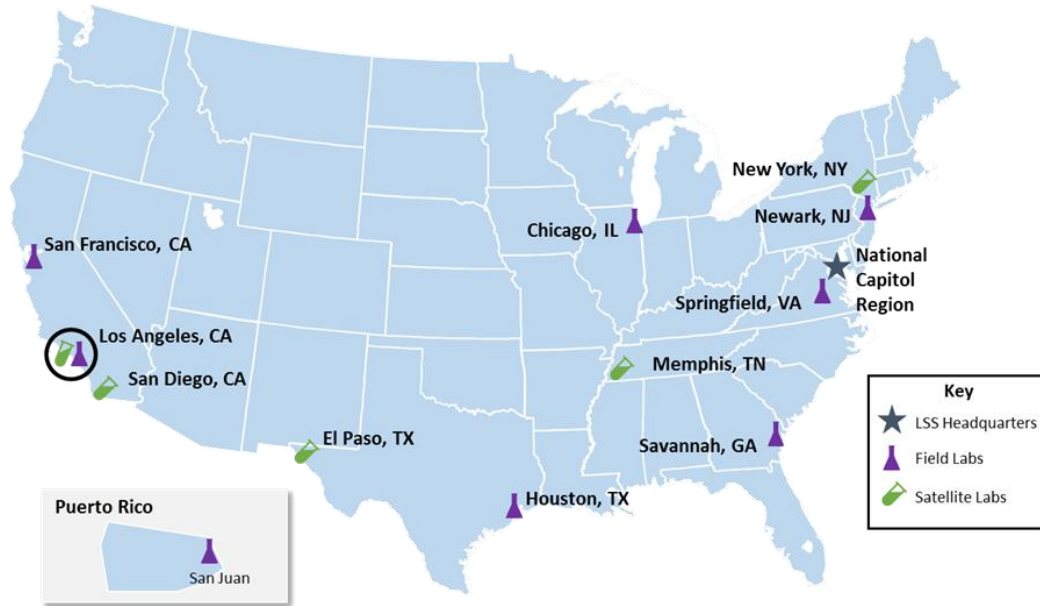 New York, NY
Newark, NJ
Chicago, IL
San Francisco, CA
National
Capitol
Region
Springfield, VA
Los Angeles, CA
Memphis, TN
San Diego, CA
Key
LSS Headquarters
Field Labs
Satellite Labs
El Paso, TX
Savannah, GA
Houston, TX
Puerto Rico
San Juan